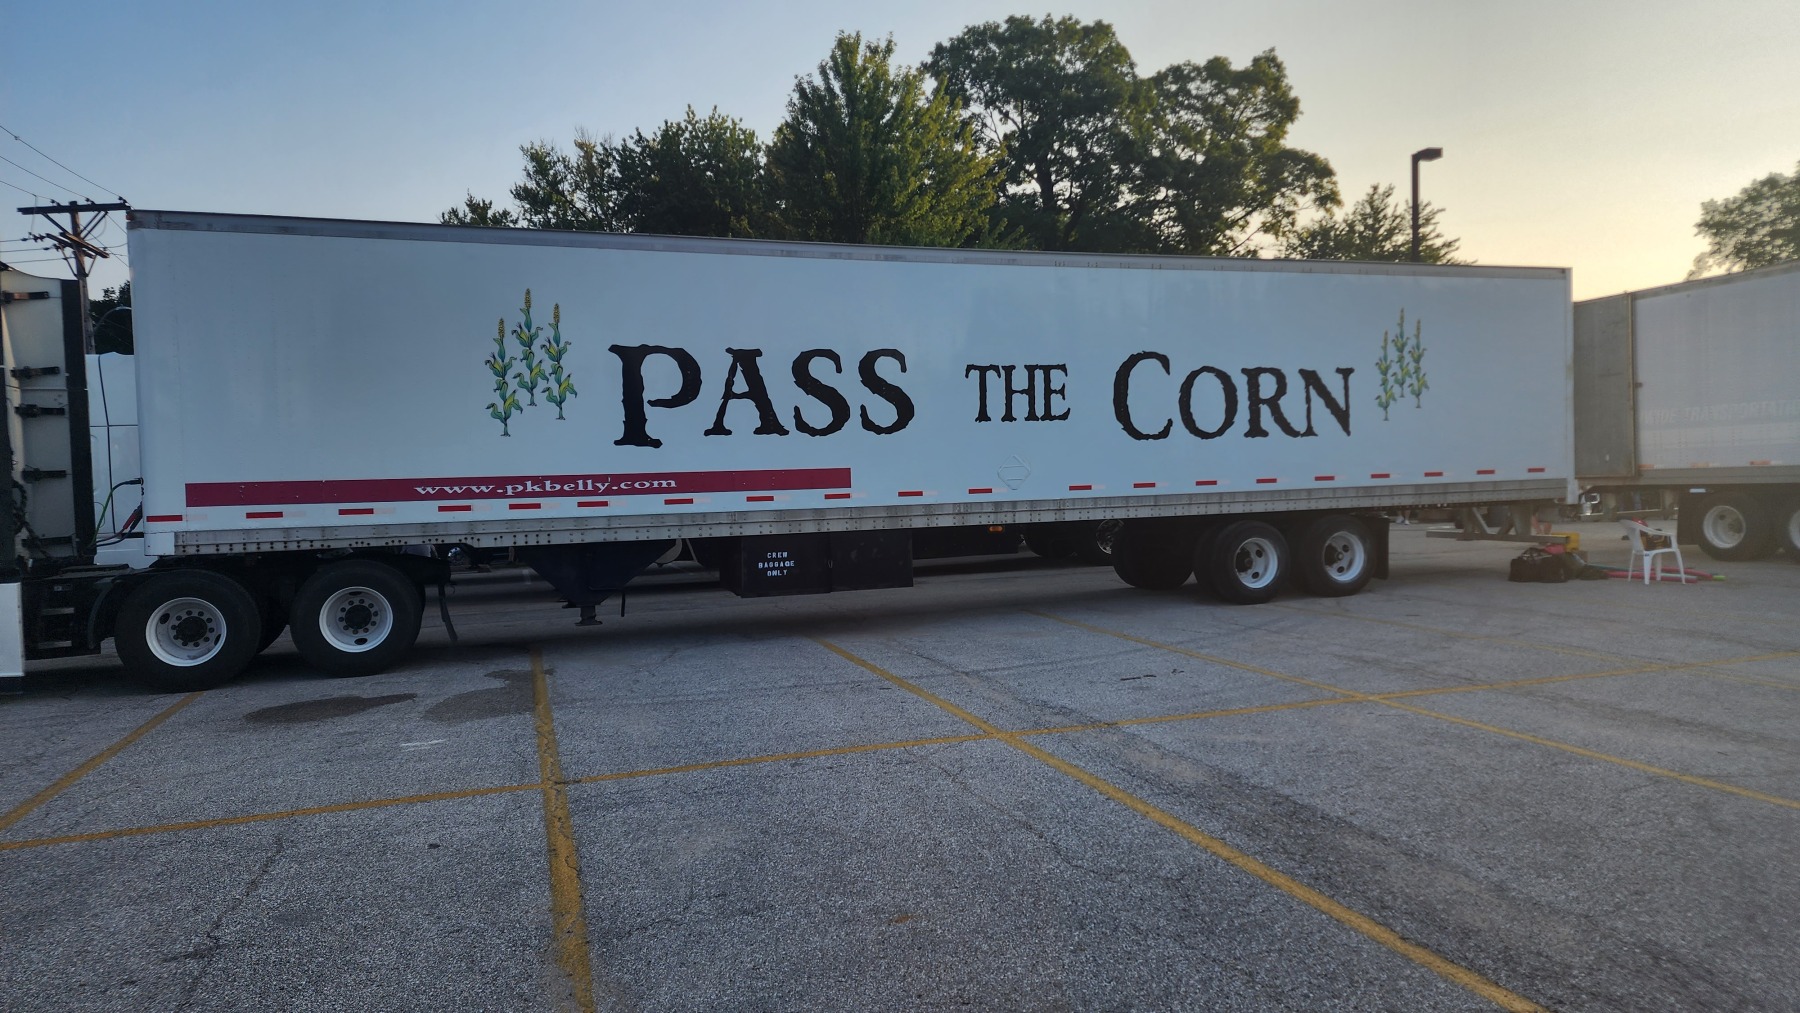 PASS THE CORN
www.pkbelly.com
CREW
BAGGAGE
ONLY